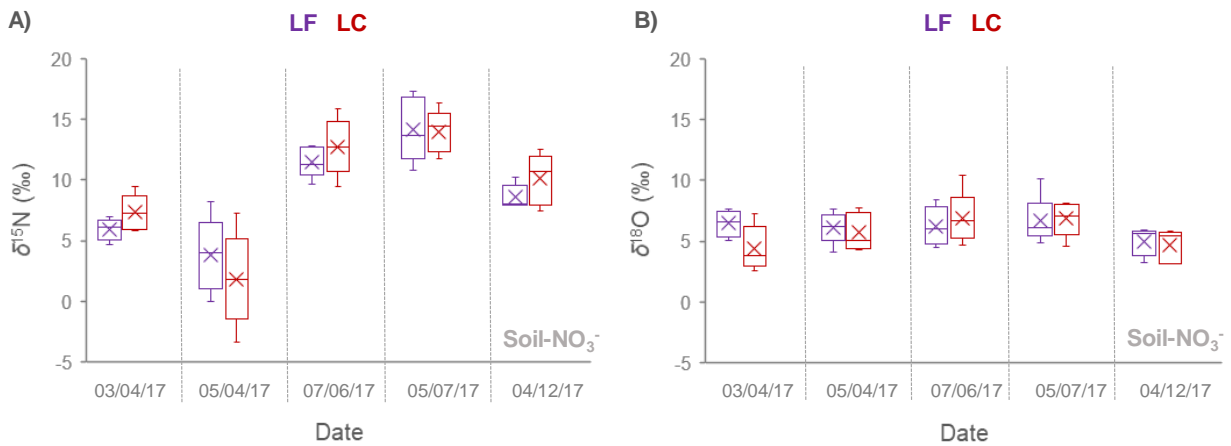 A)
LF LC
δ¹⁵N (‰)
20
15
10
5
0
-5
Soil-NO₃⁻
03/04/17 05/04/17 07/06/17 05/07/17 04/12/17
Date
B)
LF LC
δ¹⁸O (‰)
20
15
10
5
0
-5
Soil-NO₃⁻
03/04/17 05/04/17 07/06/17 05/07/17 04/12/17
Date